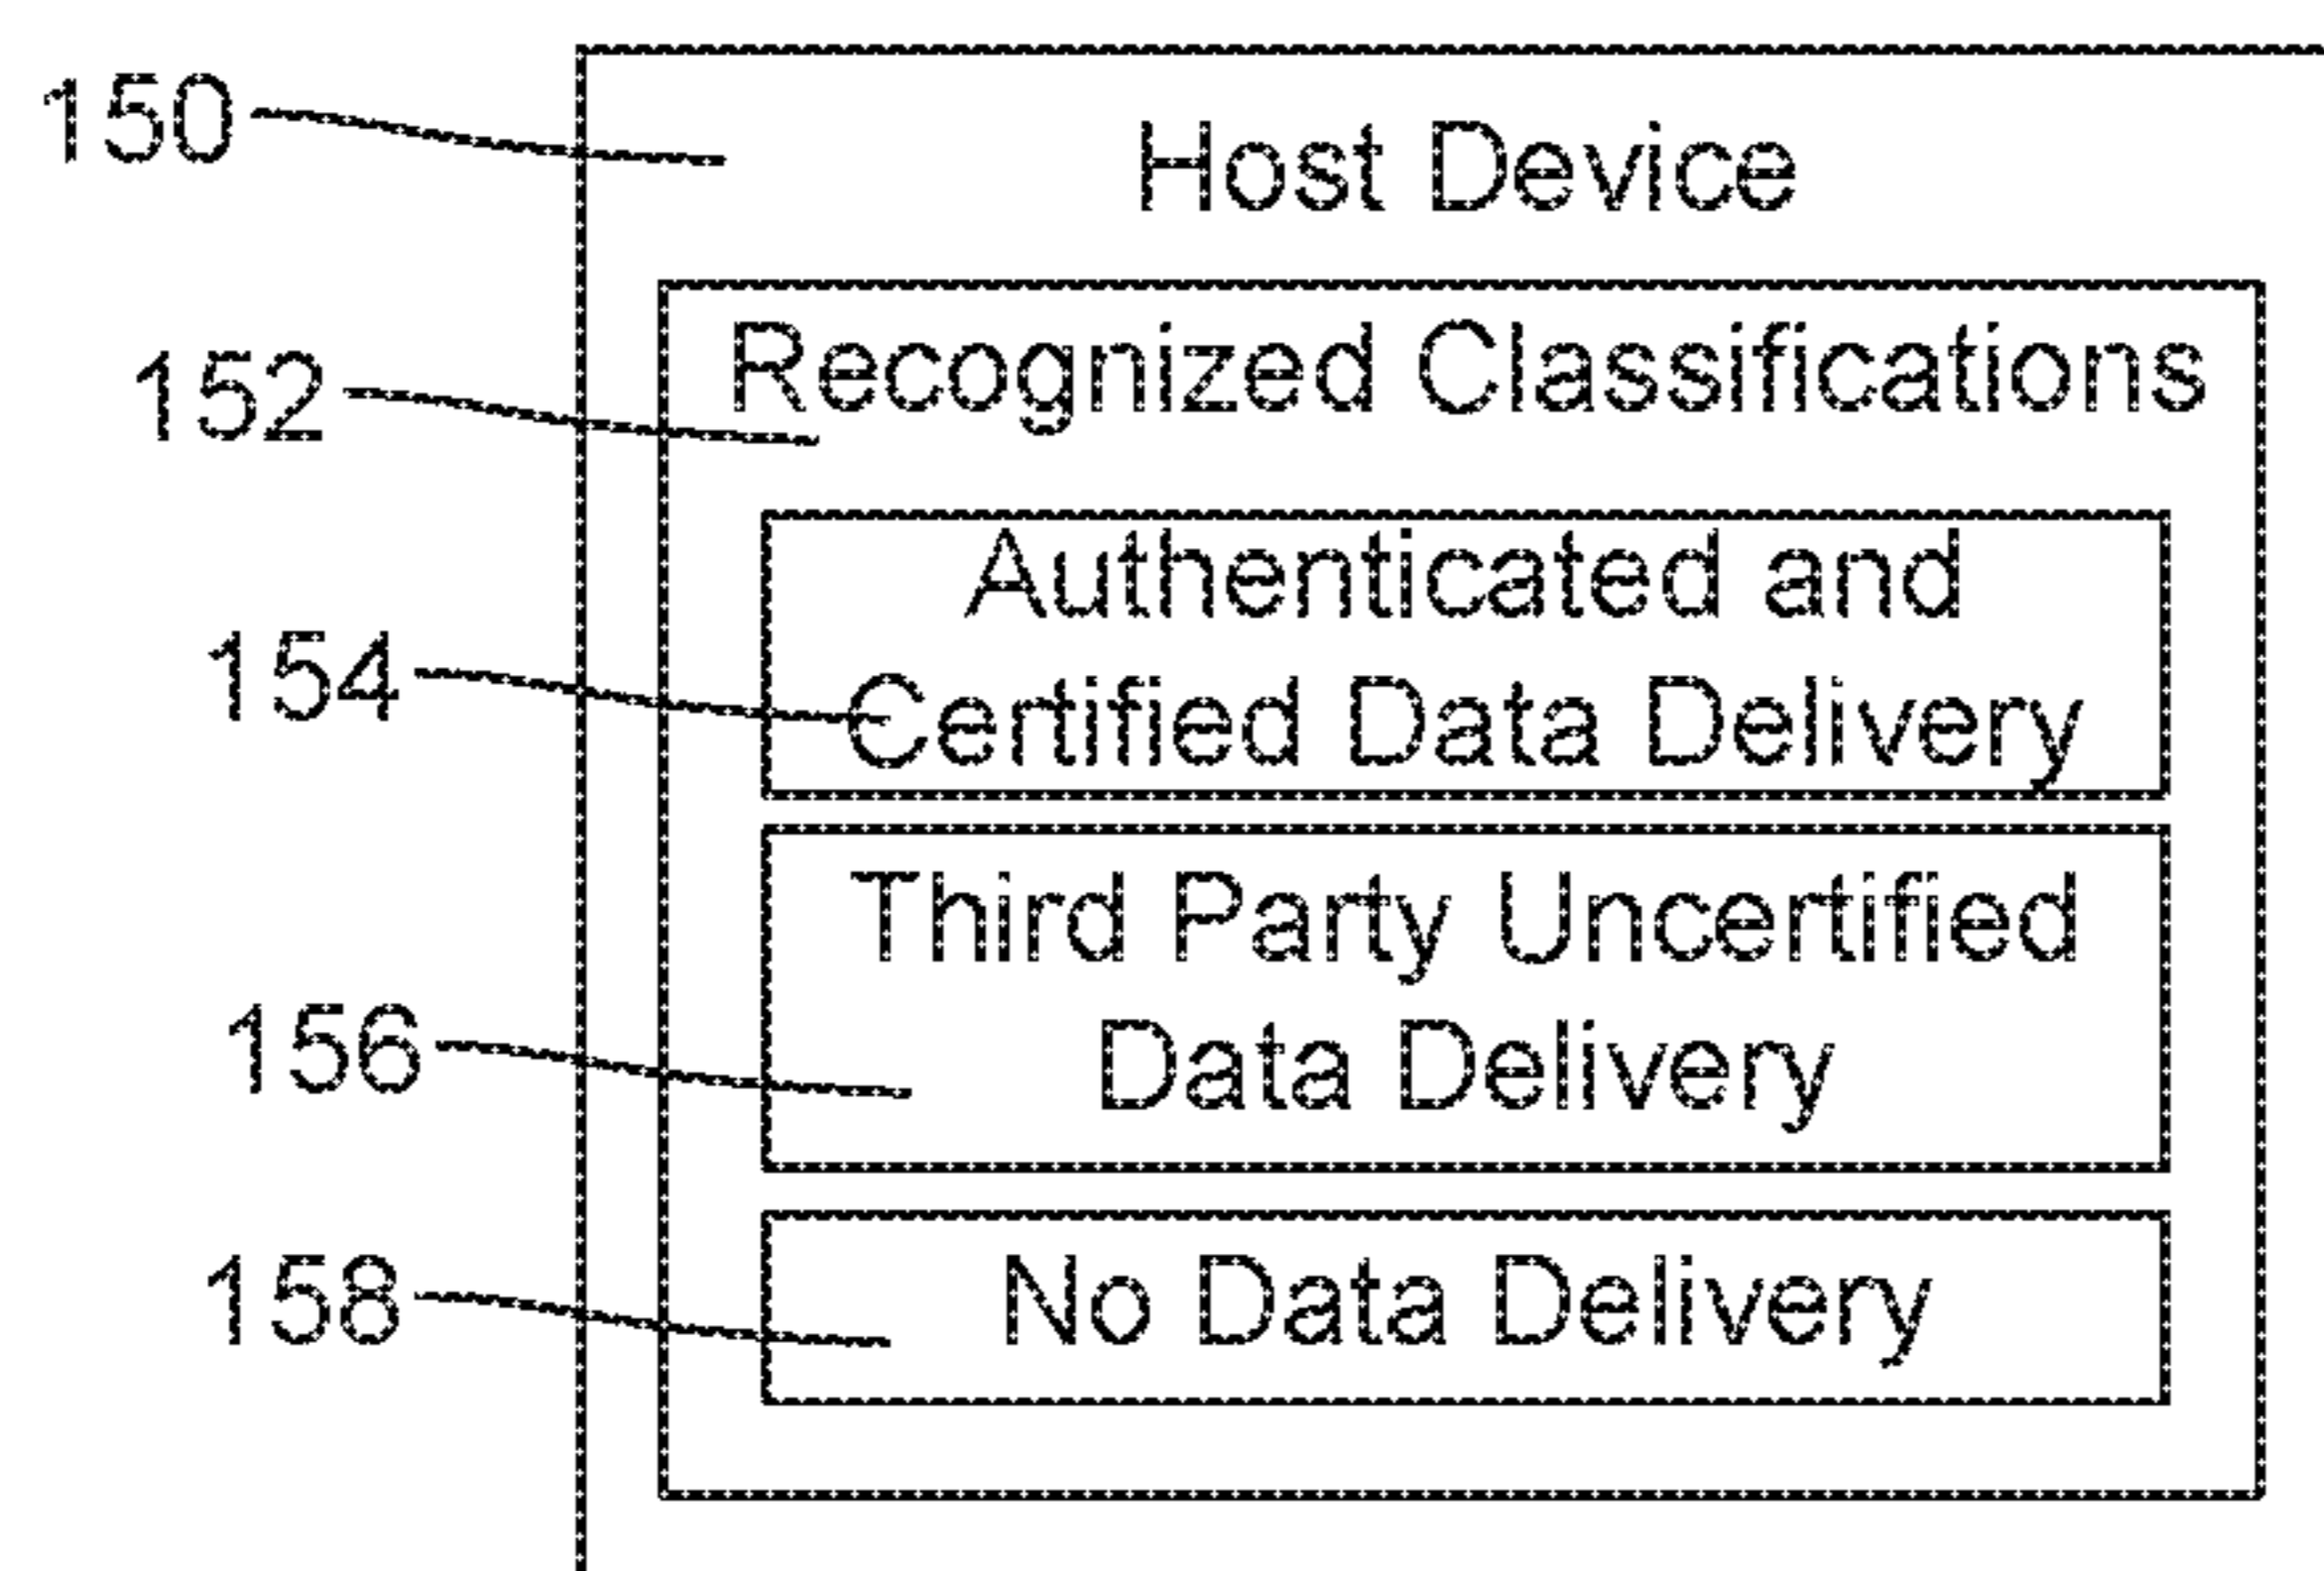 150
Host Device
152
Recognized Classifications
154
Authenticated and
Certified Data Delivery
156
Third Party Uncertified
Data Delivery
158
No Data Delivery